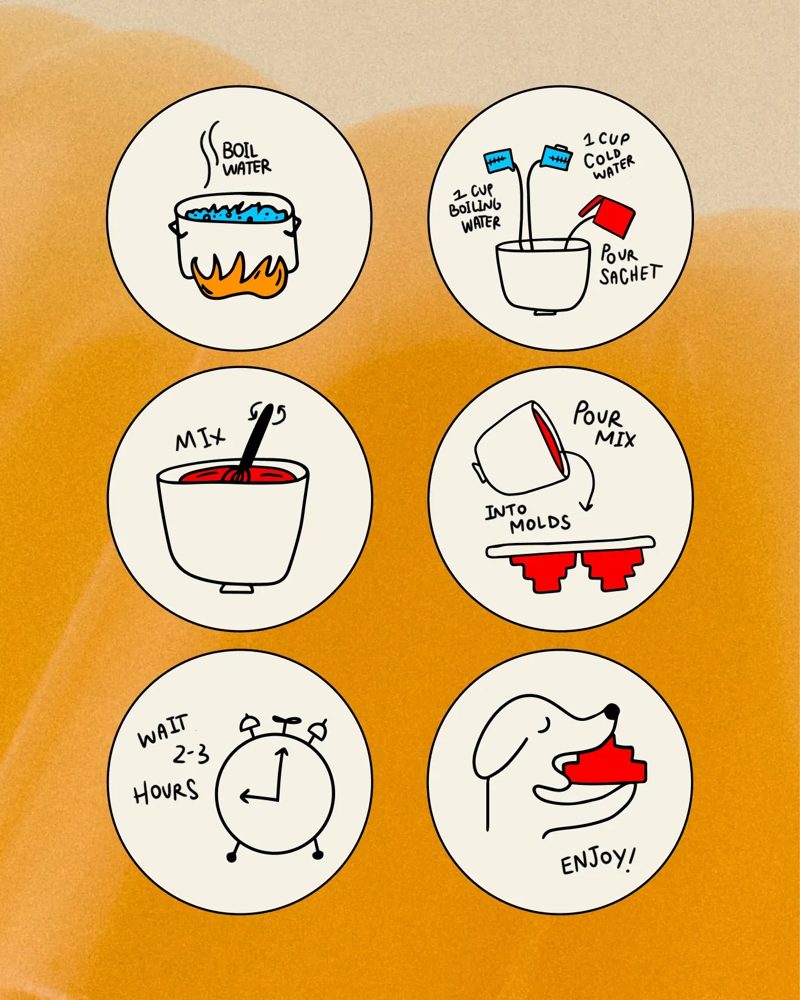 BOIL
WATER
1 CUP
BOILING
WATER
1 CUP
COLD
WATER
POUR
SACHET
MIX
POUR
MIX
INTO
MOLDS
WAIT
2-3
HOURS
ENJOY!